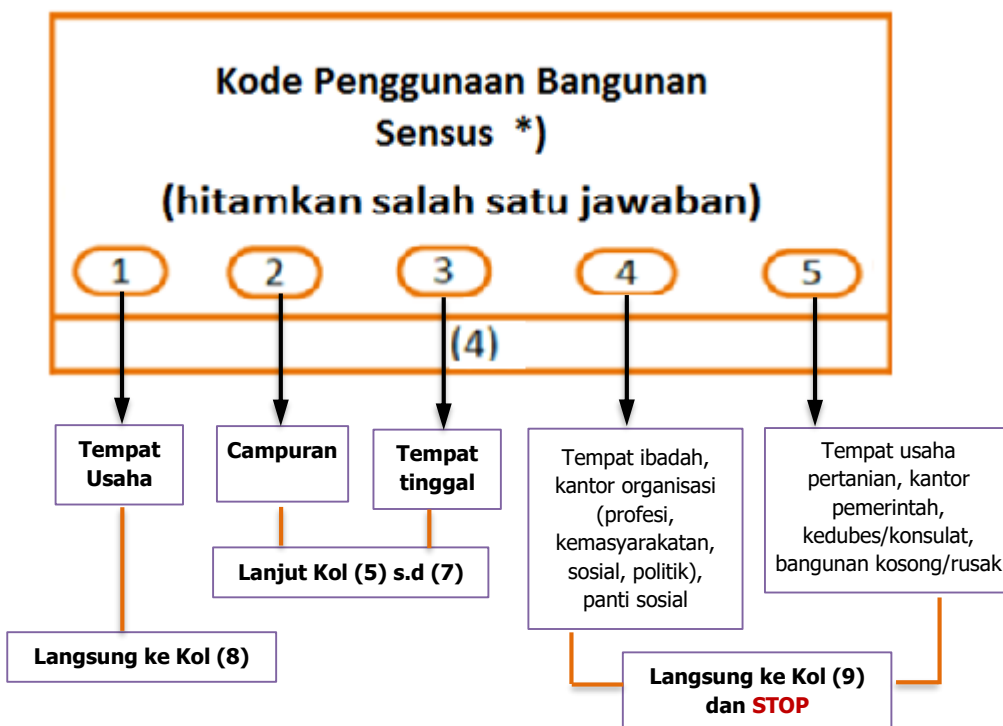 Kode Penggunaan Bangunan
Sensus *)
(hitamkan salah satu jawaban)
1 2 3 4 5
(4)
Tempat
Usaha
Campuran
Tempat
tinggal
Tempat ibadah,
kantor organisasi
(profesi,
kemasyarakatan,
sosial, politik),
panti sosial
Tempat usaha
pertanian, kantor
pemerintah,
kedubes/konsulat,
bangunan kosong/rusak
Lanjut Kol (5) s.d (7)
Langsung ke Kol (8)
Langsung ke Kol (9)
dan STOP